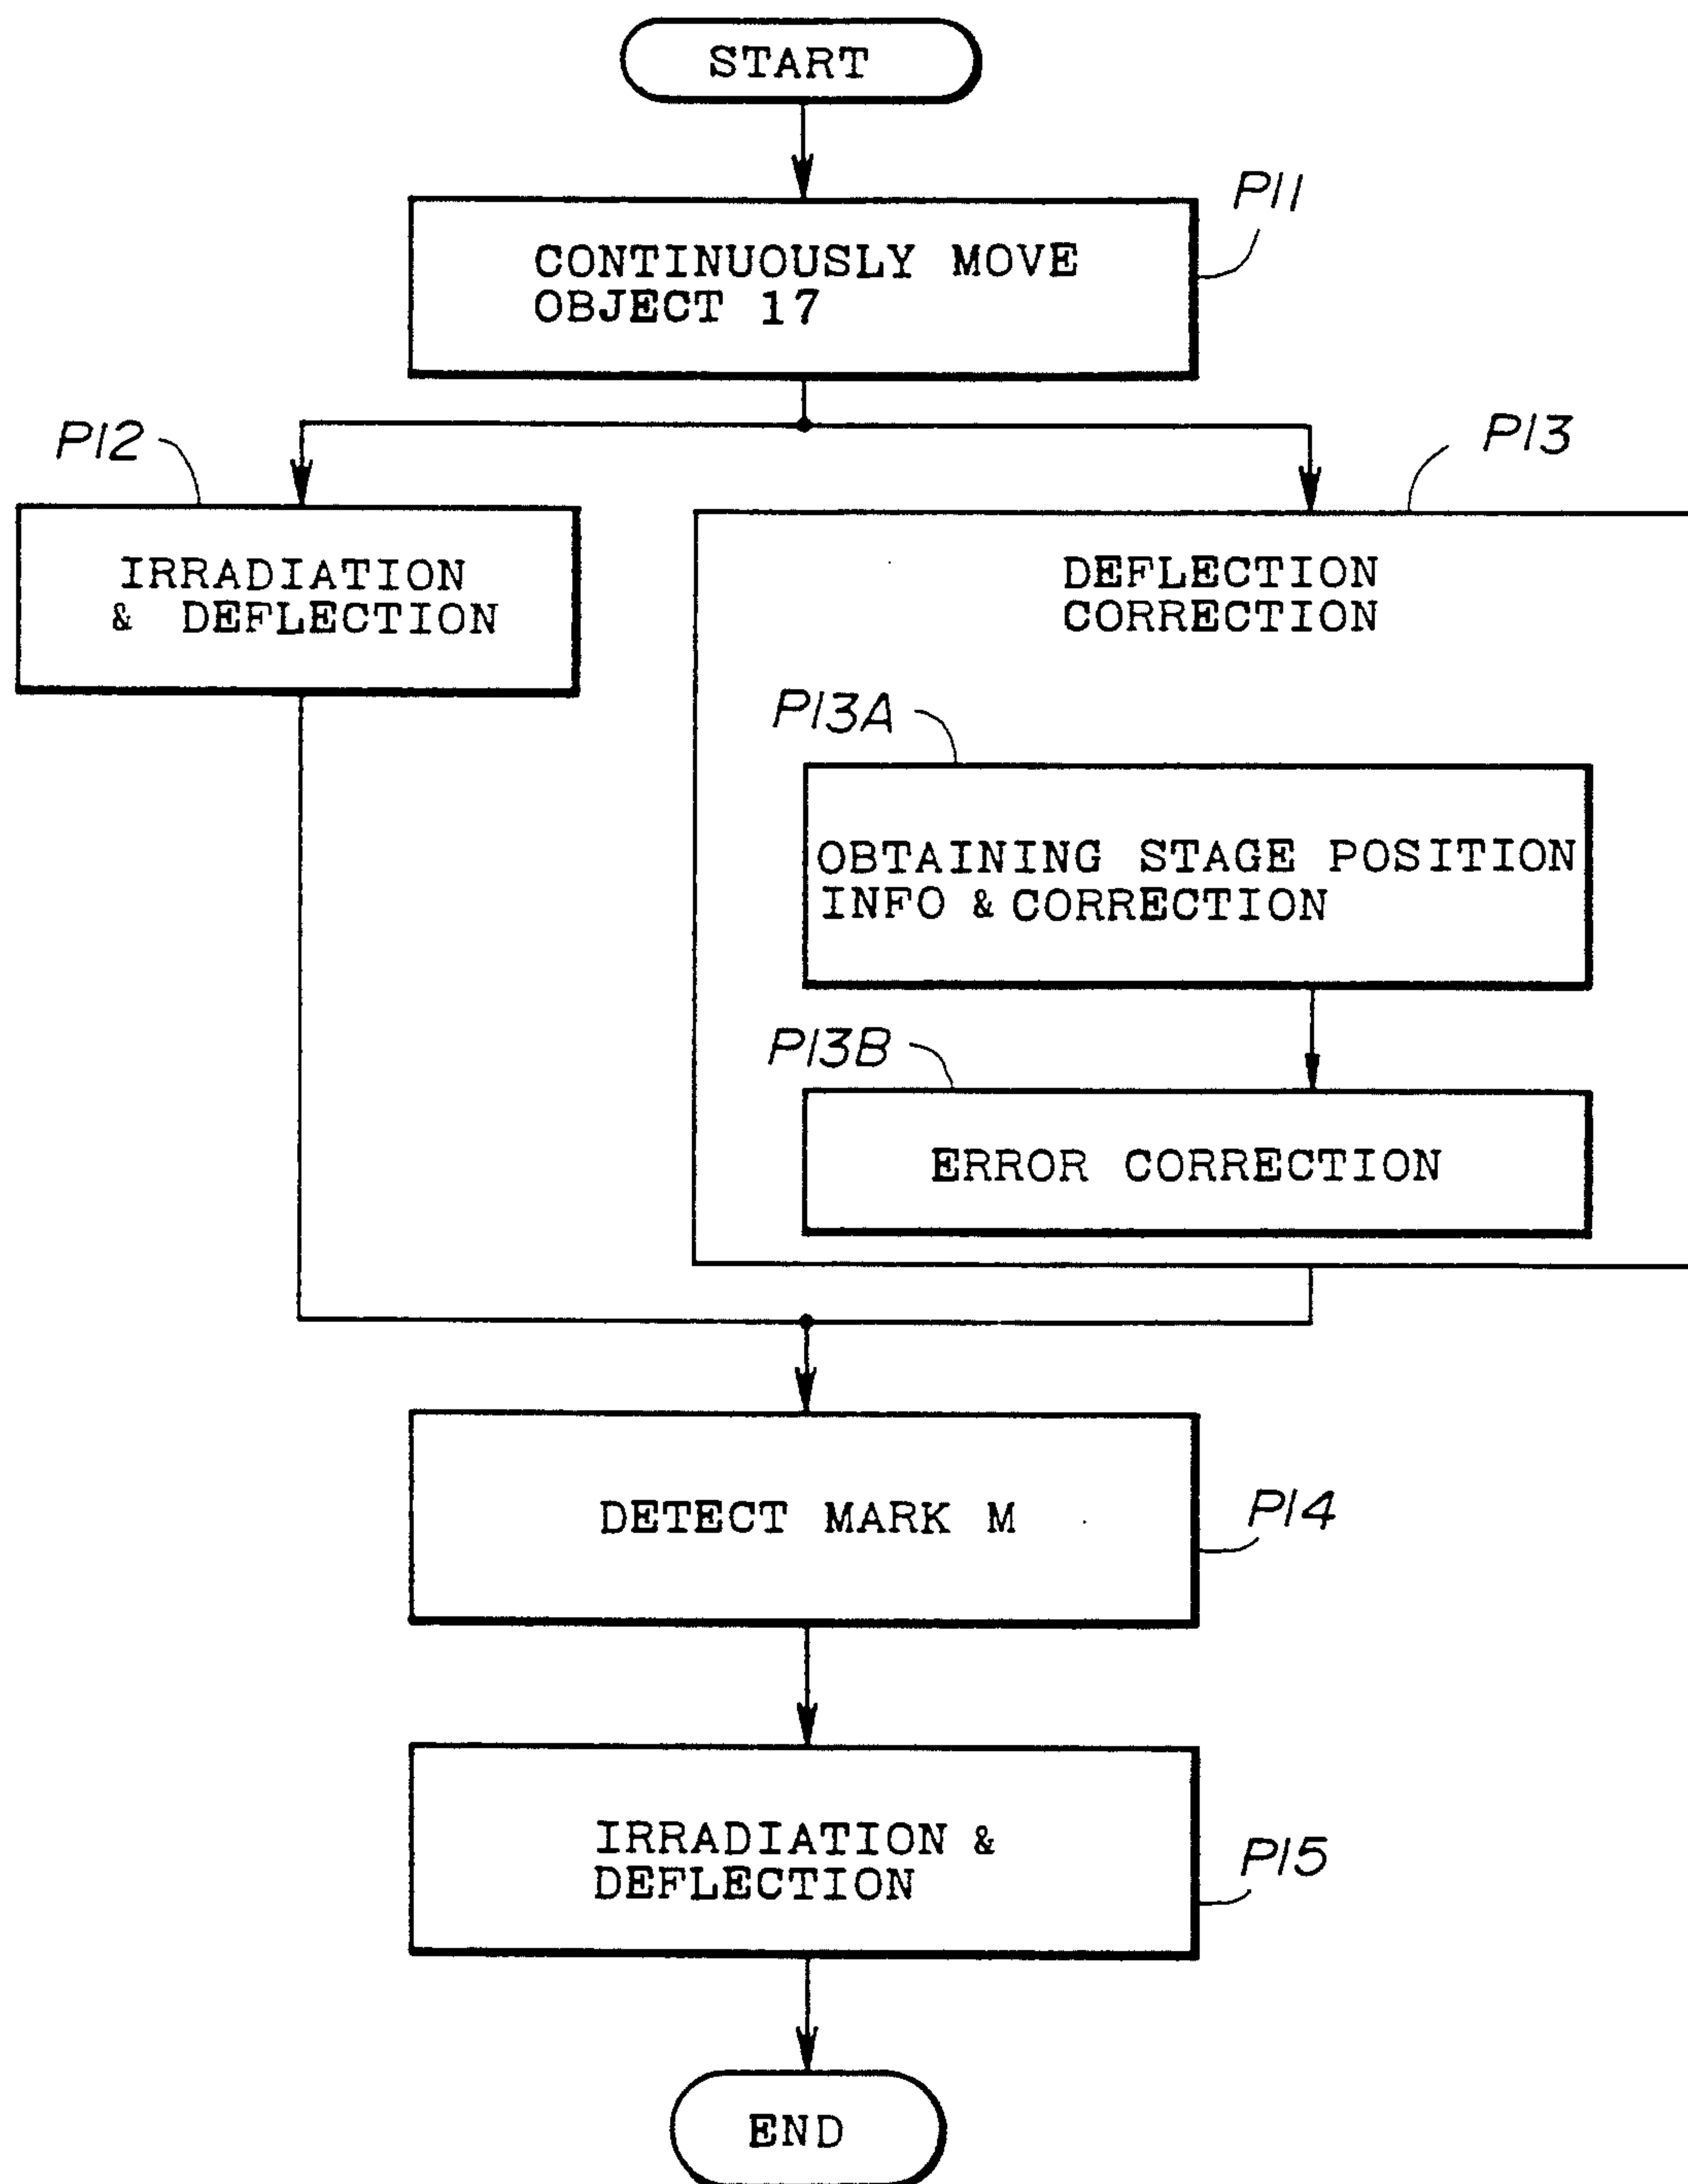 START
P11
CONTINUOUSLY MOVE
OBJECT 17
P12
P13
IRRADIATION
& DEFLECTION
DEFLECTION
CORRECTION
P13A
OBTAINING STAGE POSITION
INFO & CORRECTION
P13B
ERROR CORRECTION
DETECT MARK M
P14
IRRADIATION &
DEFLECTION
P15
END